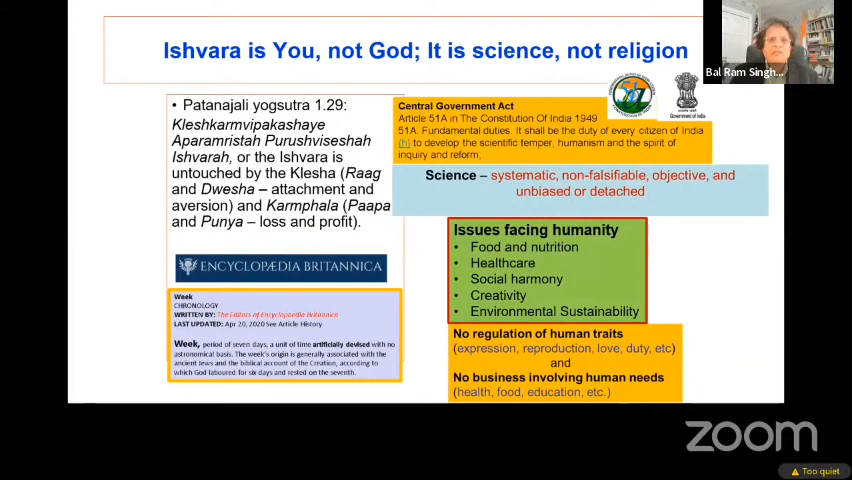 Ishvara is You, not God; It is science, not religion
Bal Ram Singh...
• Patanajali yogsutra 1.29:
Kleshkarmvipakashaye
Aparamristah Purushviseshah
Ishvarah, or the Ishvara is
untouched by the Klesha (Raag
and Dwesha – attachment and
aversion) and Karmphala (Paapa
and Punya – loss and profit).
ENCYCLOPÆDIA BRITANNICA
Week
CHRONOLOGY
WRITTEN BY: The Editors of Encyclopaedia Britannica
LAST UPDATED: Apr 20, 2020 See Article History
Week, period of seven days, a unit of time artificially devised with no
astronomical basis. The week's origin is generally associated with the
ancient Jews and the biblical account of the Creation, according to
which God laboured for six days and rested on the seventh.
Central Government Act
Article 51A in The Constitution Of India 1949
51A. Fundamental duties. It shall be the duty of every citizen of India
(h) to develop the scientific temper, humanism and the spirit of
inquiry and reform,
Government of India
Science – systematic, non-falsifiable, objective, and
unbiased or detached
Issues facing humanity
• Food and nutrition
• Healthcare
• Social harmony
• Creativity
• Environmental Sustainability
No regulation of human traits
(expression, reproduction, love, duty, etc)
and
No business involving human needs
(health, food, education, etc.)
zoom
Too quiet